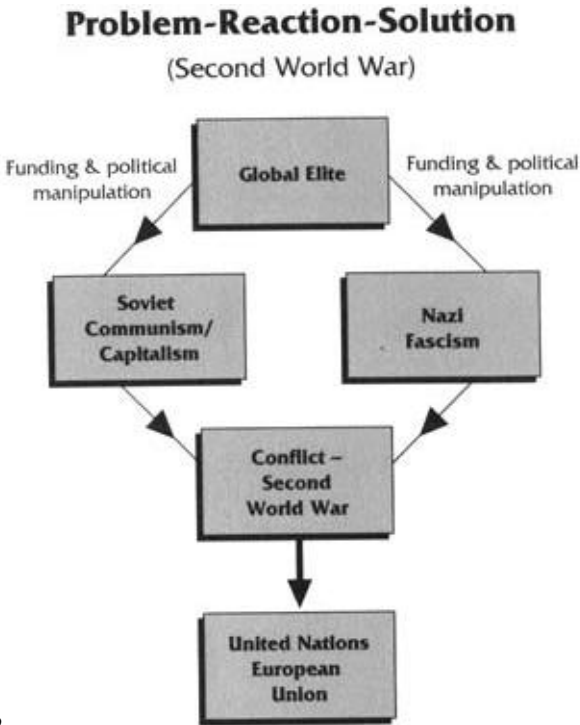 Problem-Reaction-Solution
(Second World War)
Funding & political
manipulation
Global Elite
Funding & political
manipulation
Soviet
Communism/
Capitalism
Nazi
Fascism
Conflict –
Second
World War
United Nations
European
Union